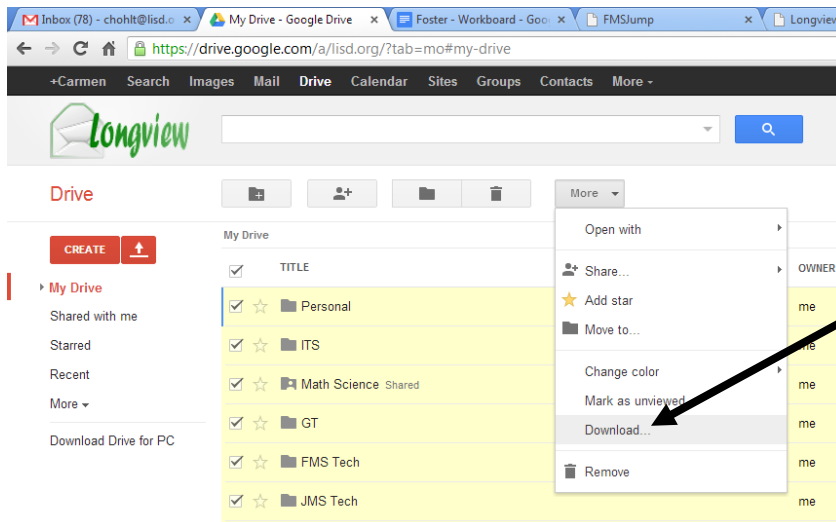 Inbox (78) - chohlt@lisd.o × My Drive - Google Drive × Foster - Workboard - Goo × FMSJump × Longview
https://drive.google.com/a/lisd.org/?tab=mo#my-drive
+Carmen Search Images Mail Drive Calendar Sites Groups Contacts More
Longview
Drive More
CREATE
My Drive
Shared with me
Starred
Recent
More
Download Drive for PC
My Drive
TITLE OWNER
Personal me
ITS me
Math Science Shared me
GT me
FMS Tech me
JMS Tech me
Open with
Share...
Add star
Move to...
Change color
Mark as unviewed
Download...
Remove